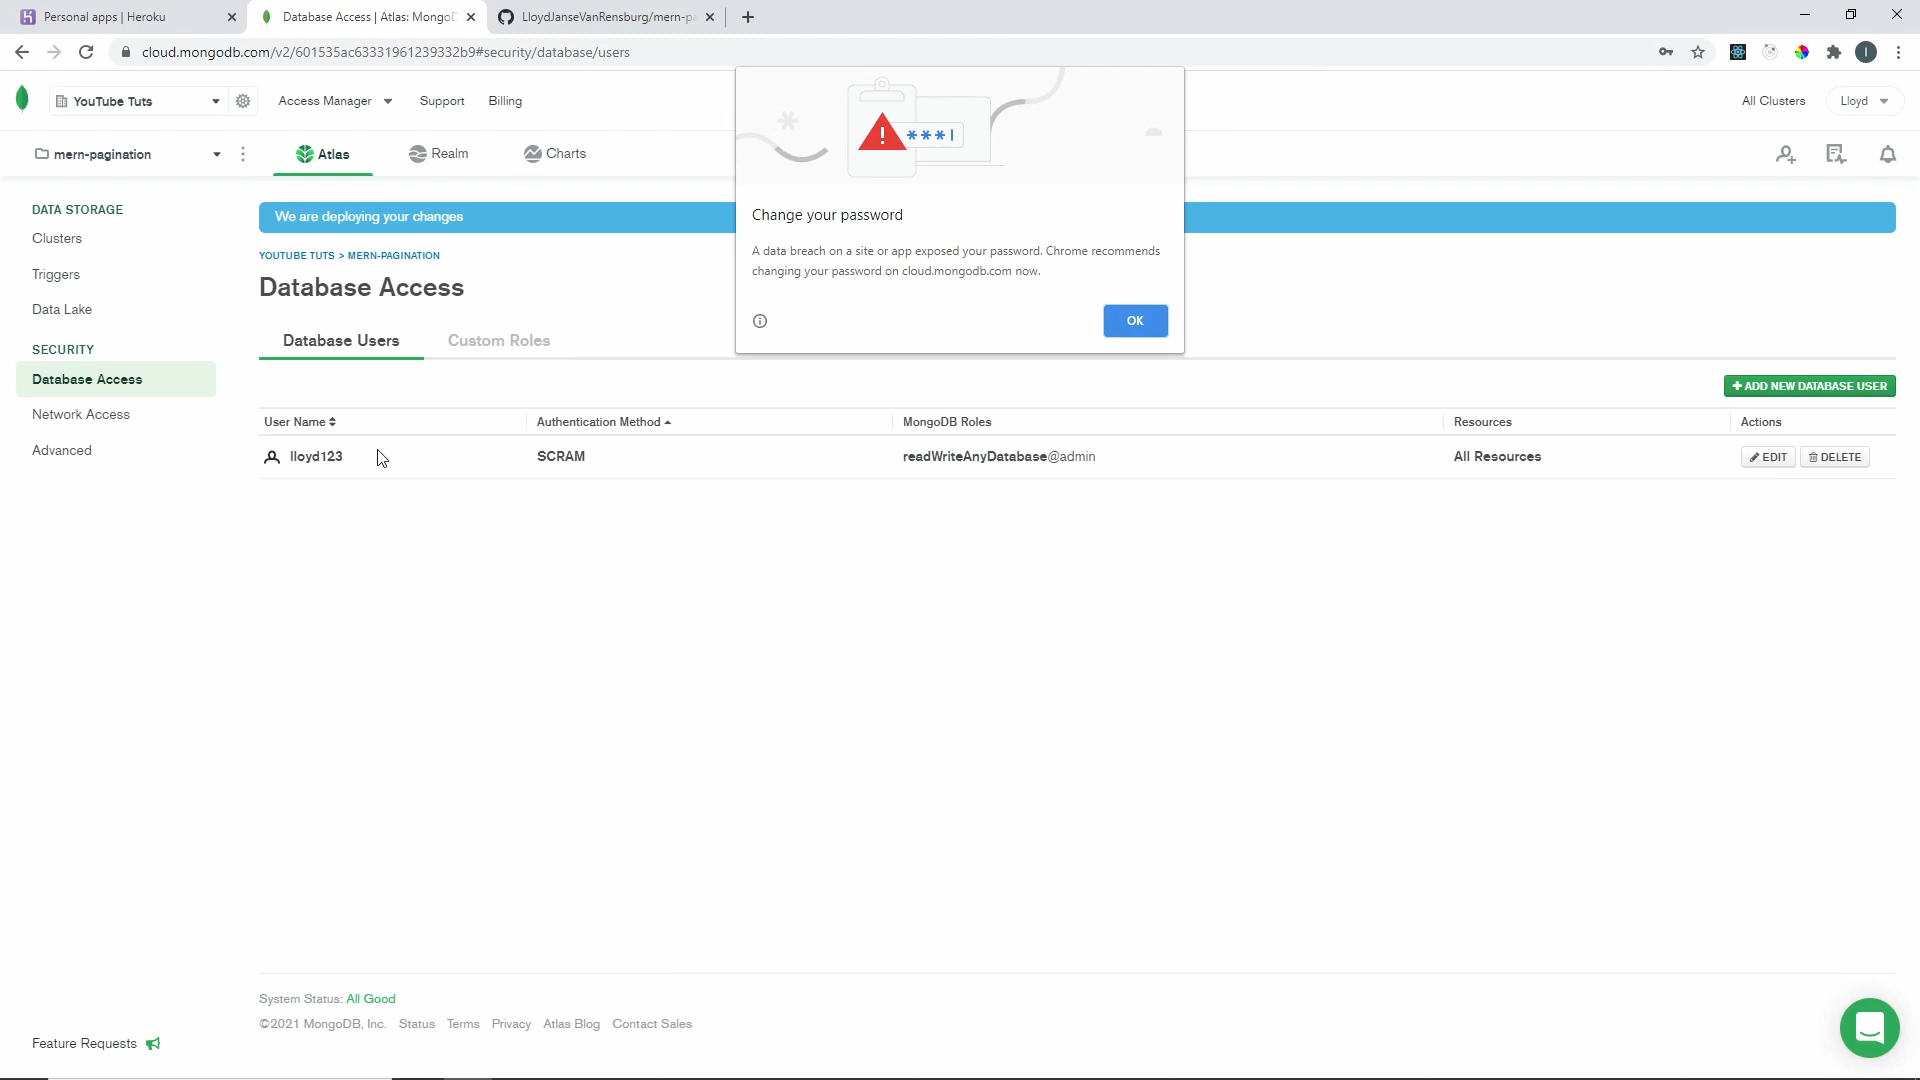 Personal apps | Heroku
Database Access | Atlas: MongoD
LloydJanseVanRensburg/mern-pa
cloud.mongodb.com/v2/601535ac63331961239332b9#security/database/users
I
YouTube Tuts
Access Manager
Support
Billing
All Clusters
Lloyd
mern-pagination
Atlas
Realm
Charts
***|
Change your password
A data breach on a site or app exposed your password. Chrome recommends
changing your password on cloud.mongodb.com now.
OK
DATA STORAGE
Clusters
Triggers
Data Lake
SECURITY
Database Access
Network Access
Advanced
We are deploying your changes
YOUTUBE TUTS > MERN-PAGINATION
Database Access
Database Users
Custom Roles
+ ADD NEW DATABASE USER
User Name
Authentication Method
MongoDB Roles
Resources
Actions
lloyd123
SCRAM
readWriteAnyDatabase@admin
All Resources
EDIT
DELETE
System Status: All Good
©2021 MongoDB, Inc. Status Terms Privacy Atlas Blog Contact Sales
Feature Requests